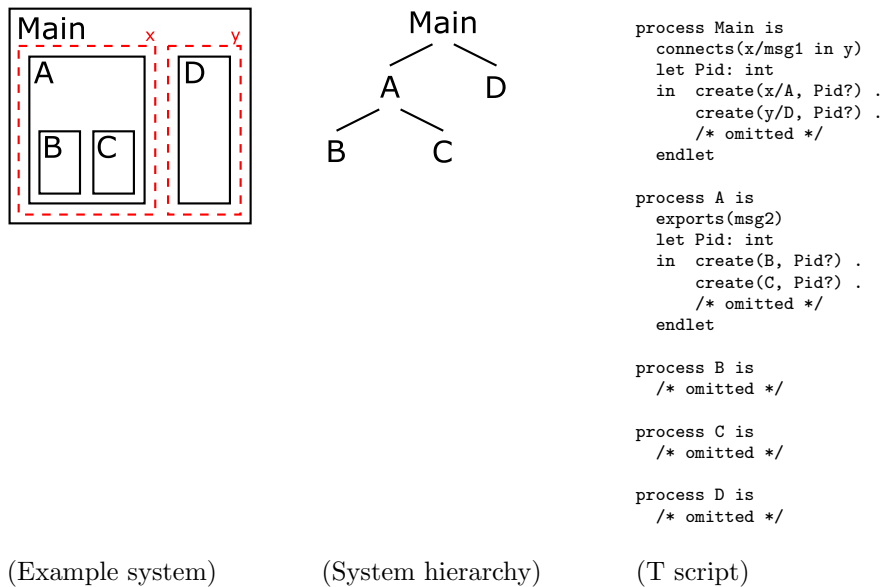 Main
x
y
A
D
B
C
Main
A
D
B
C
process Main is
connects(x/msg1 in y)
let Pid: int
in create(x/A, Pid?) .
create(y/D, Pid?) .
/* omitted */
endlet
process A is
exports(msg2)
let Pid: int
in create(B, Pid?) .
create(C, Pid?) .
/* omitted */
endlet
process B is
/* omitted */
process C is
/* omitted */
process D is
/* omitted */
(Example system)
(System hierarchy)
(T script)